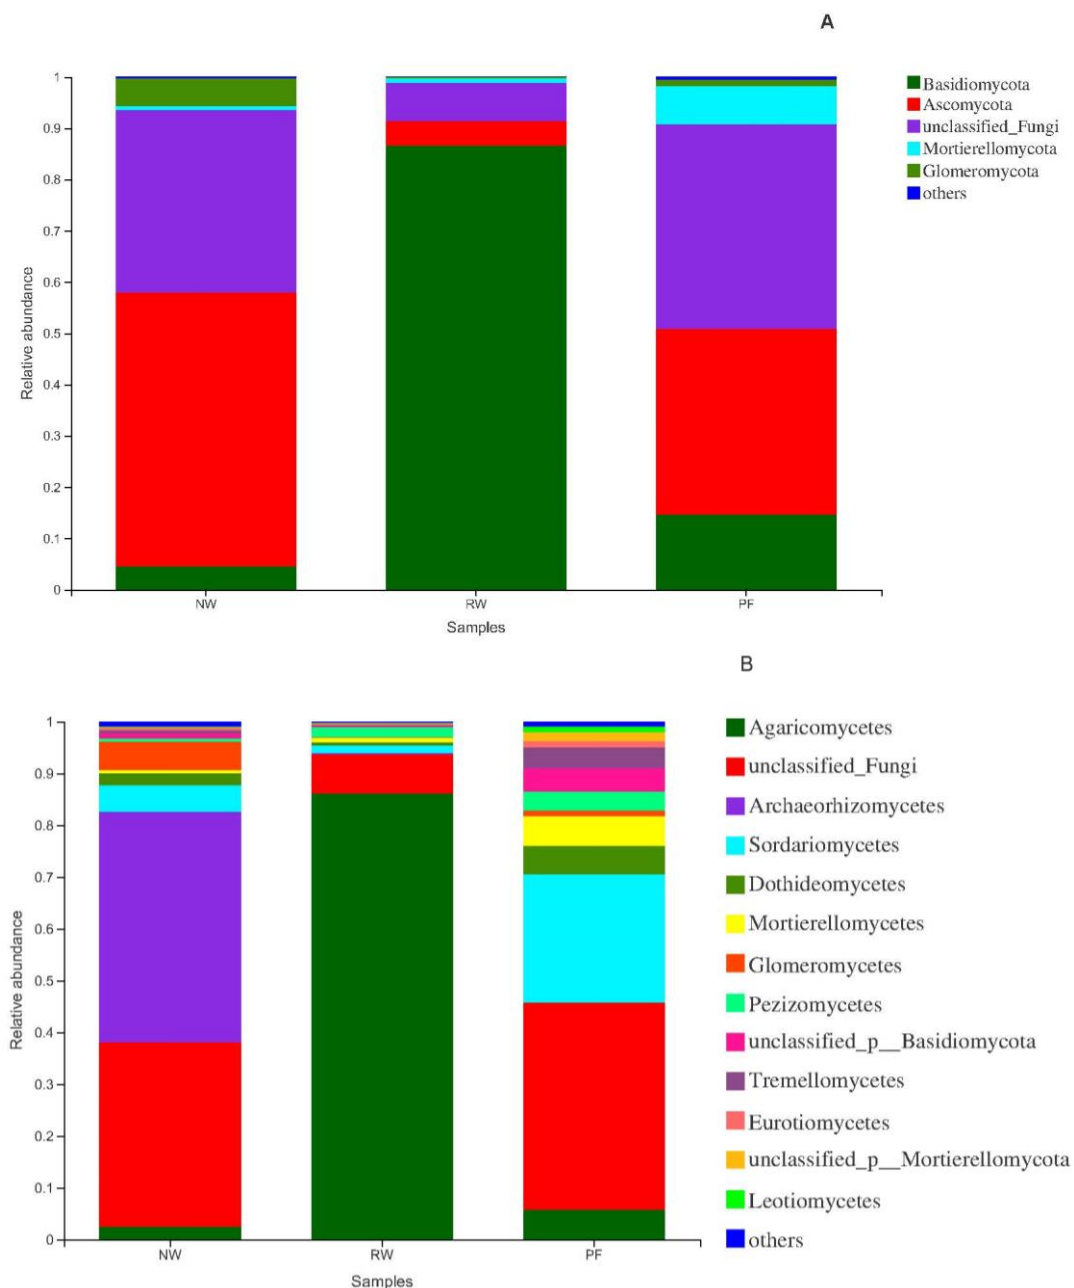 A
1
0.9
0.8
0.7
0.6
0.5
0.4
0.3
0.2
0.1
0
Relative abundance
NW RW PF
Samples
Basidiomycota
Ascomycota
unclassified_Fungi
Mortierellomycota
Glomeromycota
others
B
1
0.9
0.8
0.7
0.6
0.5
0.4
0.3
0.2
0.1
0
Relative abundance
NW RW PF
Samples
Agaricomycetes
unclassified_Fungi
Archaeorhizomycetes
Sordariomycetes
Dothideomycetes
Mortierellomycetes
Glomeromycetes
Pezizomycetes
unclassified_p__Basidiomycota
Tremellomycetes
Eurotiomycetes
unclassified_p__Mortierellomycota
Leotiomycetes
others